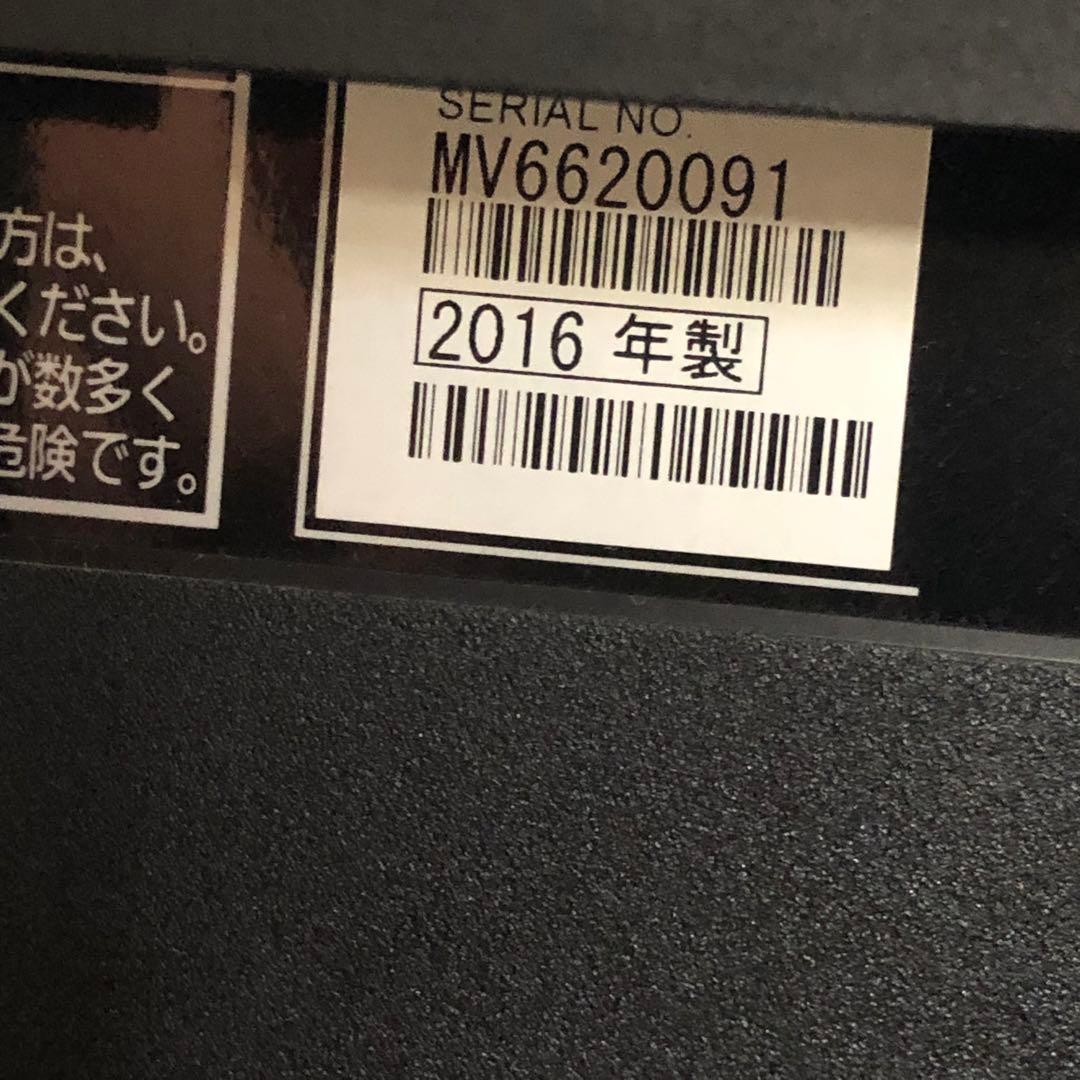 方は、
ください。
が数多く
危険です。
SERIAL NO.
MV6620091
2016 年製